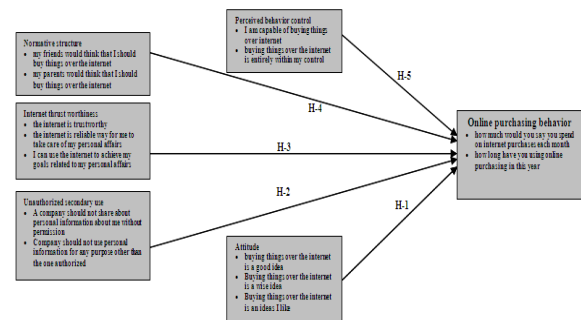 Perceived behavior control
• I am capable of buying things
over internet
• buying things over the internet
is entirely within my control
Normative structure
• my friends would think that I should
buy things over the internet
• my parents would think that I should
buy things over the internet
H-5
H-4
Internet thrust worthiness
• the internet is trustworthy
• the internet is reliable way for me to
take care of my personal affairs
• I can use the internet to achieve my
goals related to my personal affairs
H-3
Online purchasing behavior
• how much would you say you spend
on internet purchases each month
• how long have you using online
purchasing in this year
H-2
H-1
Unauthorized secondary use
• A company should not share about
personal information about me without
permission
• Company should not use personal
information for any purpose other than
the one authorized
Attitude
• buying things over the internet
is a good idea
• Buying things over the internet
is a wise idea
• Buying things over the internet
is an ideas I like